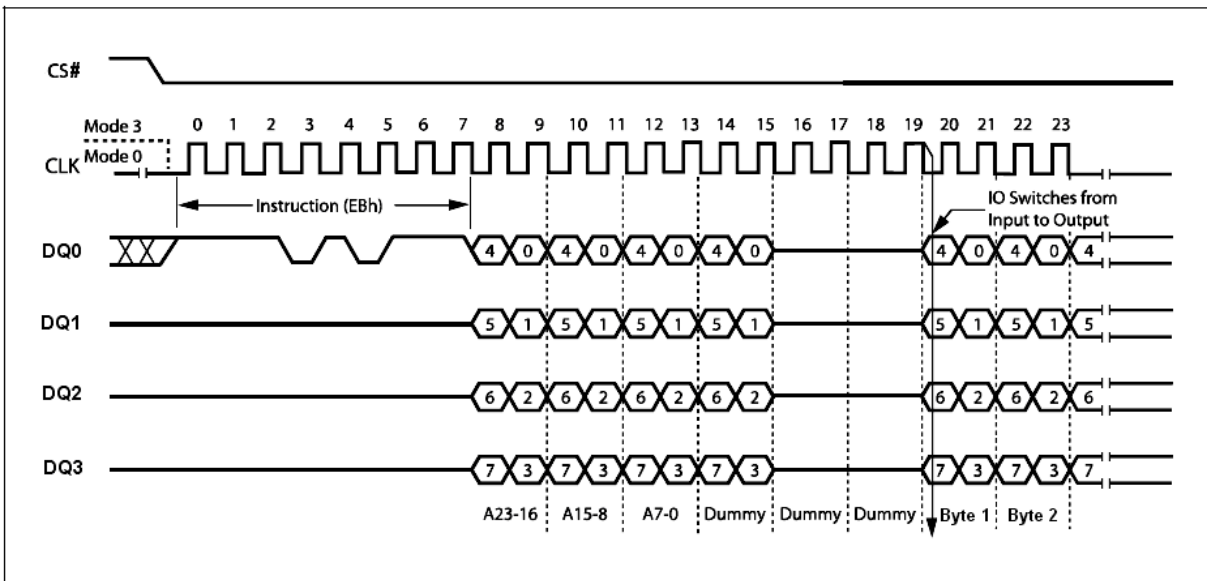 CS#
Mode 3
0 1 2 3 4 5 6 7 8 9 10 11 12 13 14 15 16 17 18 19 20 21 22 23
CLK
Mode 0
Instruction (EBh)
IO Switches from
Input to Output
DQ0
4 0 4 0 4 0 4 0 4 0 4 0 4
DQ1
5 1 5 1 5 1 5 1 5 1 5 1 5
DQ2
6 2 6 2 6 2 6 2 6 2 6 2 6
DQ3
7 3 7 3 7 3 7 3 7 3 7 3 7
A23-16 A15-8 A7-0 Dummy Dummy Dummy Byte 1 Byte 2